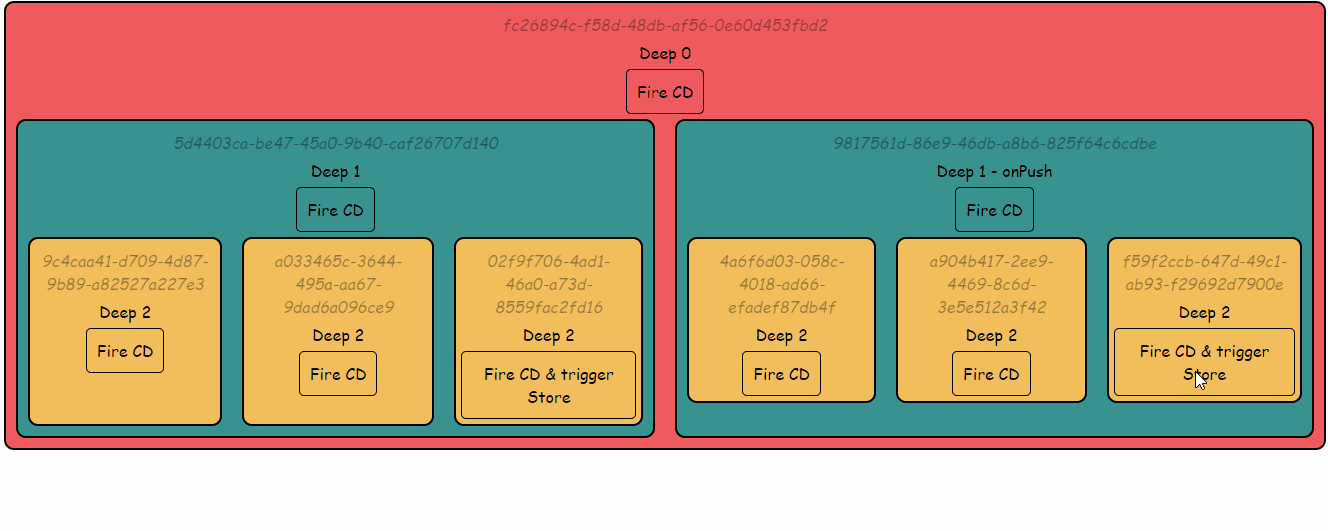 fc26894c-f58d-48db-af56-0e60d453fbd2
Deep 0
Fire CD
5d4403ca-be47-45a0-9b40-caf26707d140
Deep 1
Fire CD
9c4caa41-d709-4d87-
9b89-a82527a227e3
Deep 2
Fire CD
a033465c-3644-
495a-aa67-
9dad6a096ce9
Deep 2
Fire CD
02f9f706-4ad1-
46a0-a73d-
8559fac2fd16
Deep 2
Fire CD & trigger
Store
9817561d-86e9-46db-a8b6-825f64c6cdbe
Deep 1 - onPush
Fire CD
4a6f6d03-058c-
4018-ad66-
efadef87db4f
Deep 2
Fire CD
a904b417-2ee9-
4469-8c6d-
3e5e512a3f42
Deep 2
Fire CD
f59f2ccb-647d-49c1-
ab93-f29692d7900e
Deep 2
Fire CD & trigger
Store